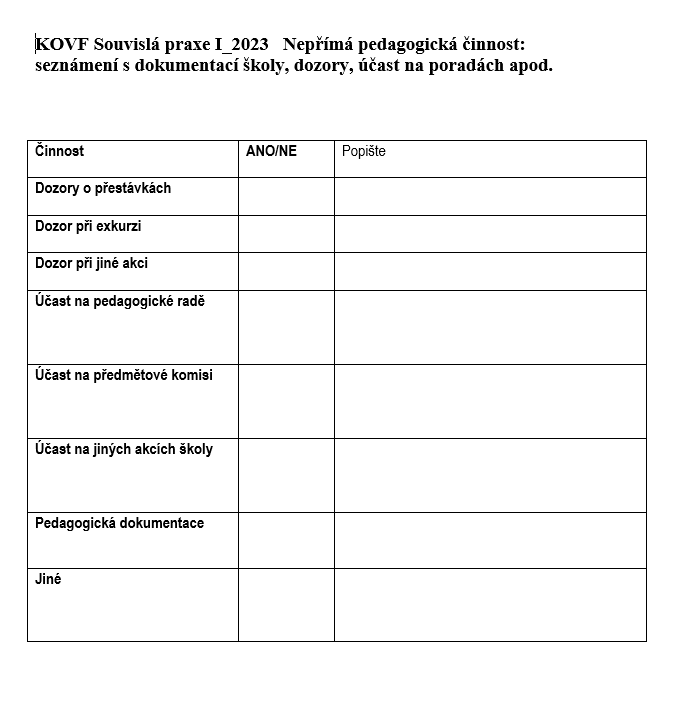 KOVF Souvislá praxe I_2023   Nepřímá pedagogická činnost:
seznámení s dokumentací školy, dozory, účast na poradách apod.
Činnost ANO/NE Popište
Dozory o přestávkách
Dozor při exkurzi
Dozor při jiné akci
Účast na pedagogické radě
Účast na předmětové komisi
Účast na jiných akcích školy
Pedagogická dokumentace
Jiné